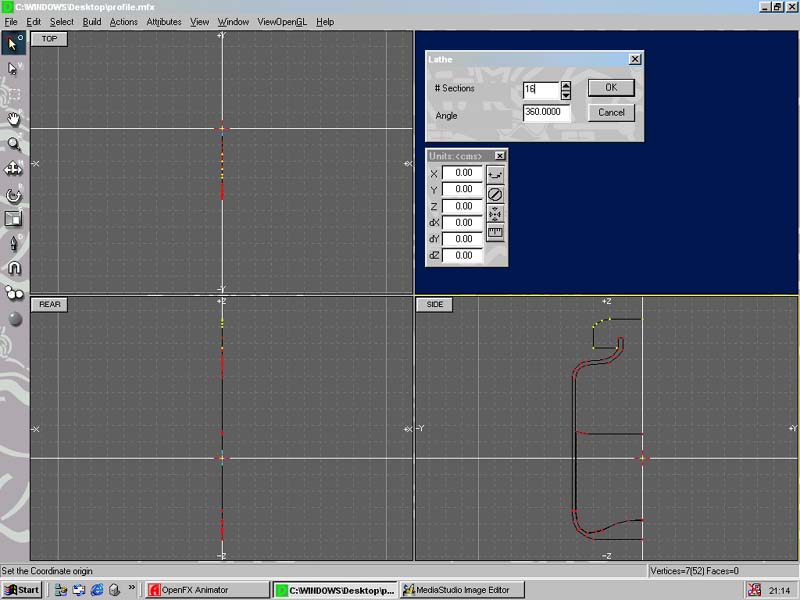 C:\WINDOWS\Desktop\profile.mfx
File Edit Select Build Actions Attributes View Window ViewOpenGL Help
TOP
+Y
-X
-X
-Y
Lathe
# Sections 16 OK
Angle 360.0000 Cancel
Units:<cms>
X 0.00
Y 0.00
Z 0.00
dX 0.00
dY 0.00
dZ 0.00
REAR
+Z
-X
-X
-Z
SIDE
+Z
-Y
+Y
-Z
Set the Coordinate origin
Vertices=7(52) Faces=0
Start
»
OpenFX Animator
C:\WINDOWS\Desktop\p...
MediaStudio Image Editor
21:14